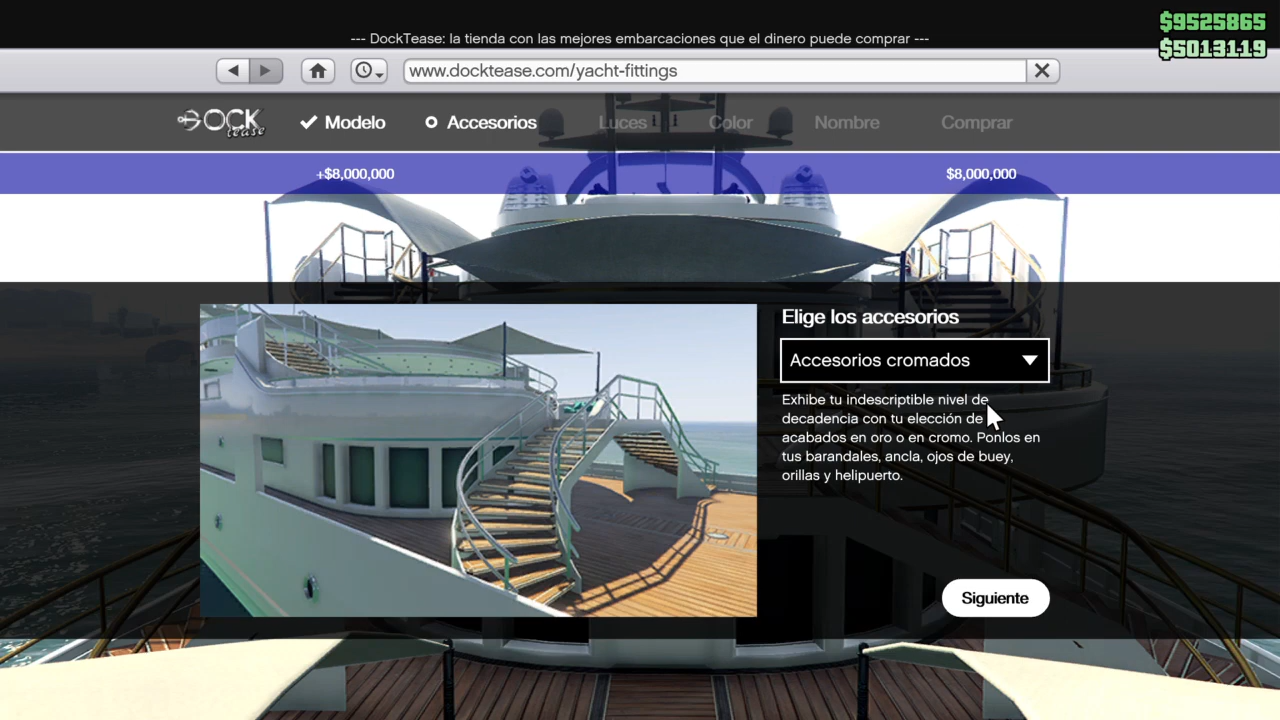 $9525865
--- DockTease: la tienda con las mejores embarcaciones que el dinero puede comprar ---
$5013119
www.docktease.com/yacht-fittings
DOCK
tease
Modelo
Accesorios
Luces
Color
Nombre
Comprar
+$8,000,000
$8,000,000
Elige los accesorios
Accesorios cromados
Exhibe tu indescriptible nivel de
decadencia con tu elección de
acabados en oro o en cromo. Ponlos en
tus barandales, ancla, ojos de buey,
orillas y helipuerto.
Siguiente